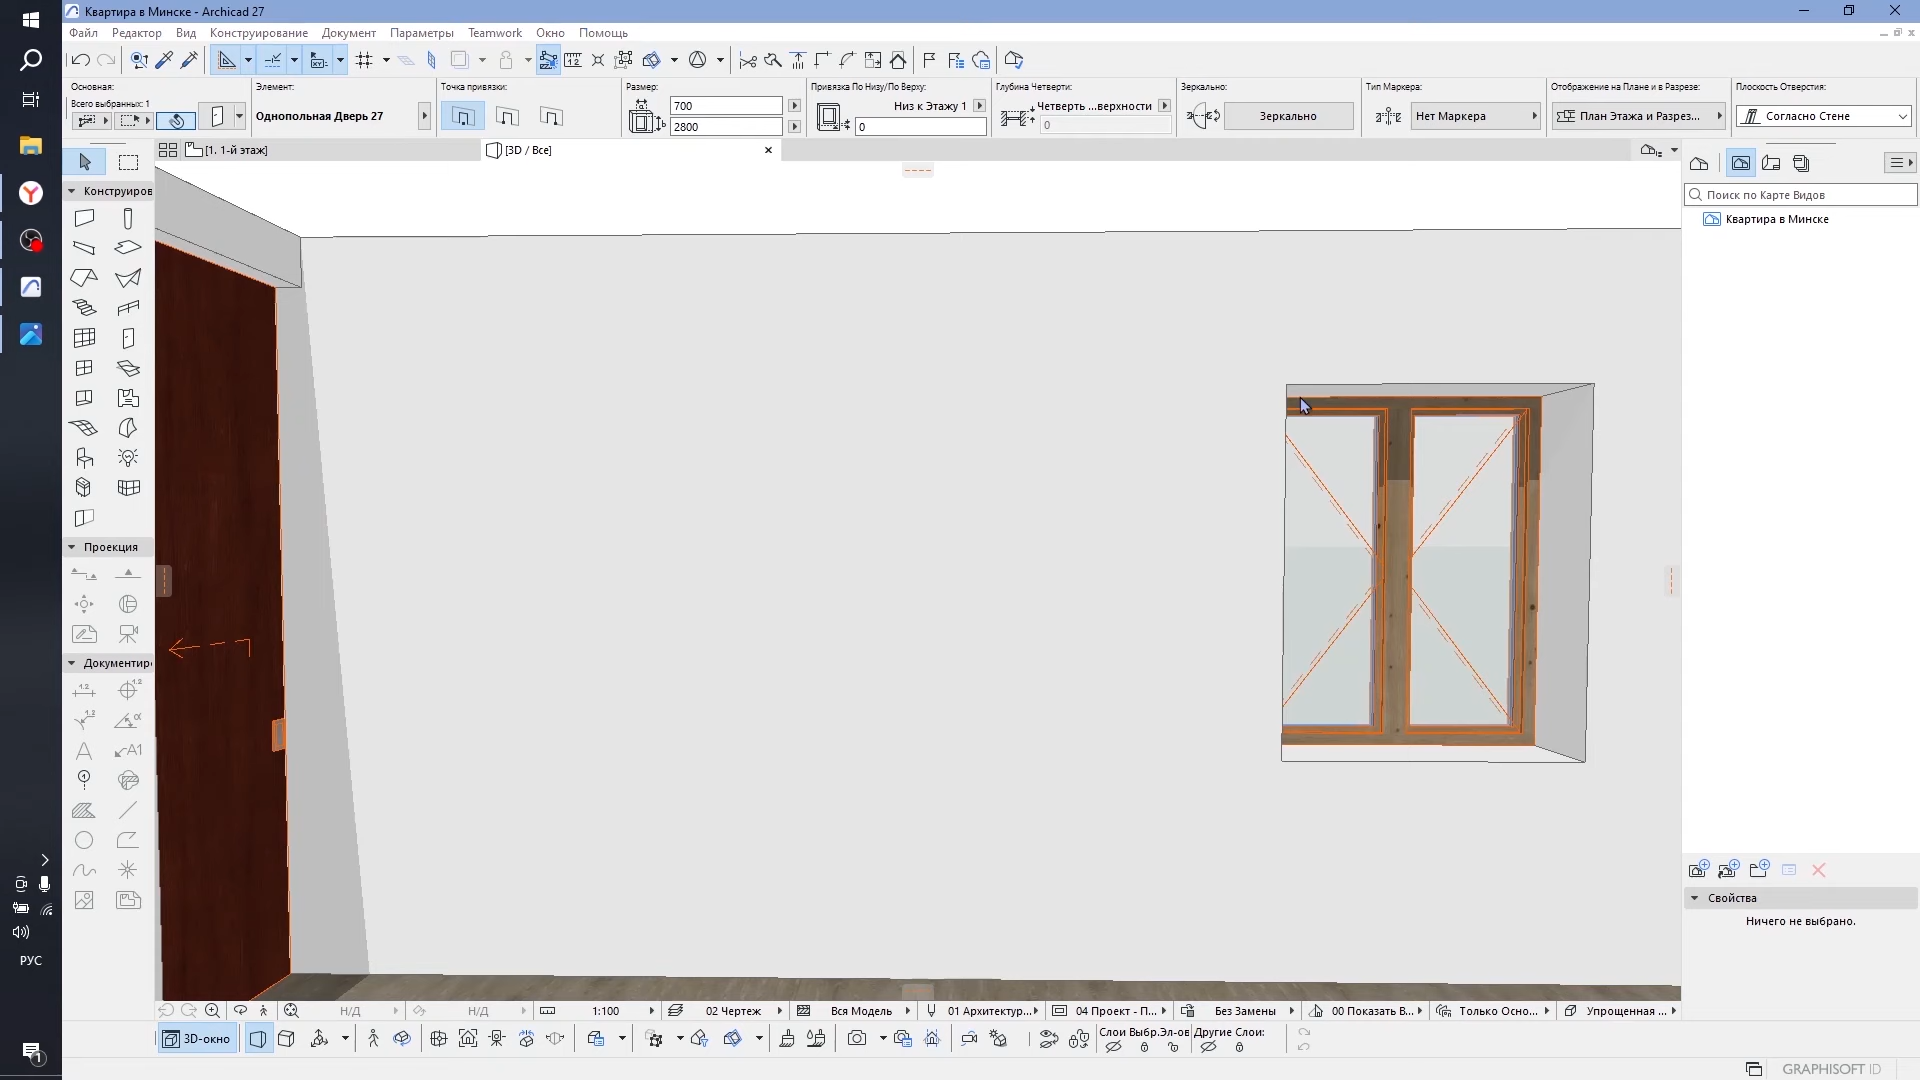 Квартира в Минске - Archicad 27
Файл Редактор Вид Конструирование Документ Параметры Teamwork Окно Помощь
Основная:
Всего выбранных: 1
Элемент:
Однопольная Дверь 27
Точка привязки:
Размер:
700
2800
Привязка По Низу/По Верху:
Низ к Этажу 1
0
Глубина Четверти:
Четверть ...верхности
0
Зеркально:
Зеркально
Тип Маркера:
Нет Маркера
Отображение на Плане и в Разрезе:
План Этажа и Разрез...
Плоскость Отверстия:
Согласно Стене
[1. 1-й этаж]
[3D / Все]
Конструиров
Проекция
Документирс
Поиск по Карте Видов
Квартира в Минске
Свойства
Ничего не выбрано.
Н/Д
Н/Д
1:100
02 Чертеж
Вся Модель
01 Архитектур...
04 Проект - П...
Без Замены
00 Показать В...
Только Осно...
Упрощенная ...
3D-окно
Слои Выбр.Эл-ов
Другие Слои:
РУС
1
GRAPHISOFT ID